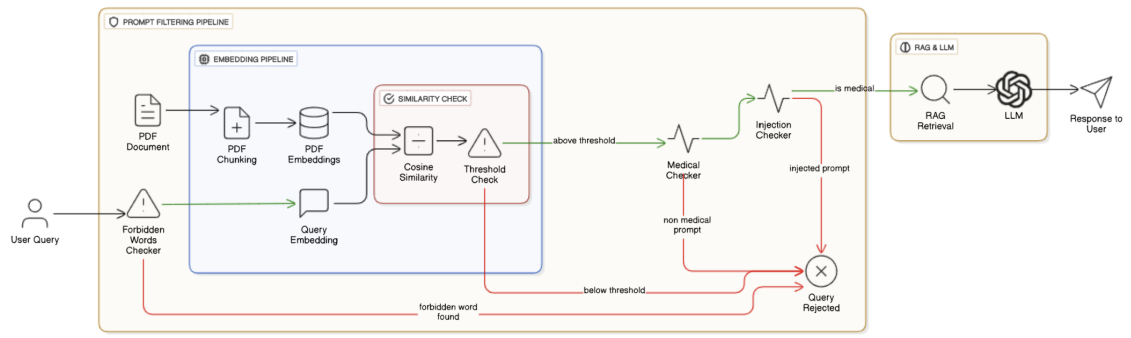 PROMPT FILTERING PIPELINE
EMBEDDING PIPELINE
SIMILARITY CHECK
RAG & LLM
PDF
Document
PDF
Chunking
PDF
Embeddings
Cosine
Similarity
Threshold
Check
above threshold
Medical
Checker
Injection
Checker
is medical
RAG
Retrieval
LLM
Response to
User
User Query
Forbidden
Words
Checker
Query
Embedding
non medical
prompt
injected prompt
below threshold
forbidden word
found
Query
Rejected